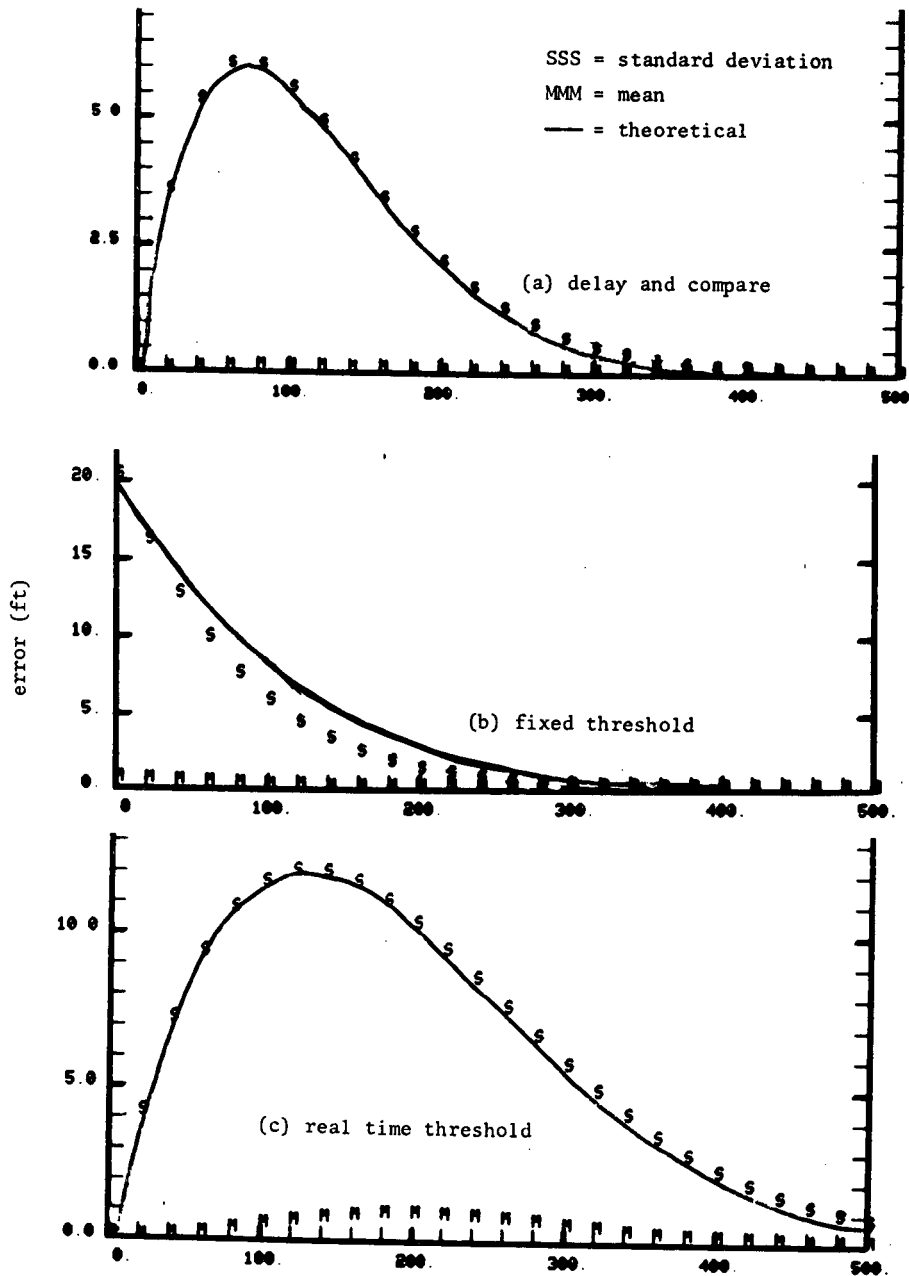 SSS = standard deviation
MMM = mean
— = theoretical
5 0
2.5
0.0
(a) delay and compare
0. 100. 200. 300. 400. 500
error (ft)
20.
15
10.
5.
0.
(b) fixed threshold
0 100. 200. 300. 400. 500.
10 0
5.0
0.0
(c) real time threshold
0. 100. 200. 300. 400. 500.